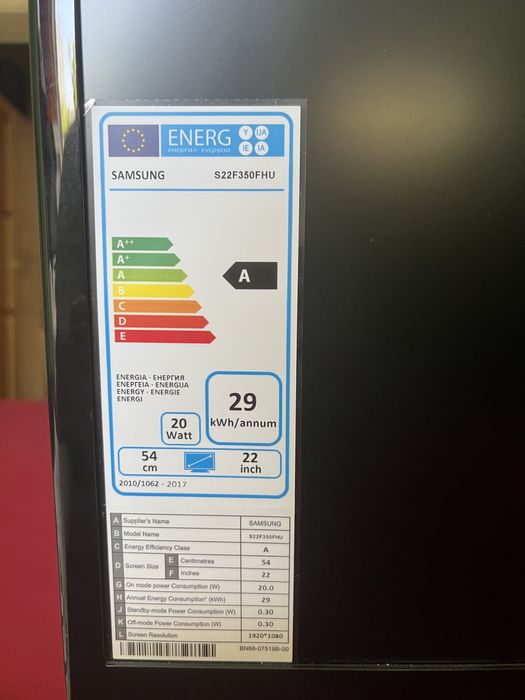 ENERG Y UA
енергия · ενεργεια IE IA
SAMSUNG S22F350FHU
A++
A+
A
B
C
D
E
A
ENERGIA · ЕНЕРГИЯ
ΕΝΕΡΓΕΙΑ · ENERGIJA
ENERGY · ENERGIE
ENERGI
29
kWh/annum
20
Watt
54
cm
22
inch
2010/1062 - 2017
A Supplier's Name SAMSUNG
B Model Name S22F350FHU
C Energy Efficiency Class A
D Screen Size E Centimetres 54
F Inches 22
G On mode power Consumption (W) 20.0
H Annual Energy Consumption* (kWh) 29
J Standby-mode Power Consumption (W) 0.30
K Off-mode Power Consumption (W) 0.30
L Screen Resolution 1920*1080
BN68-07519B-00